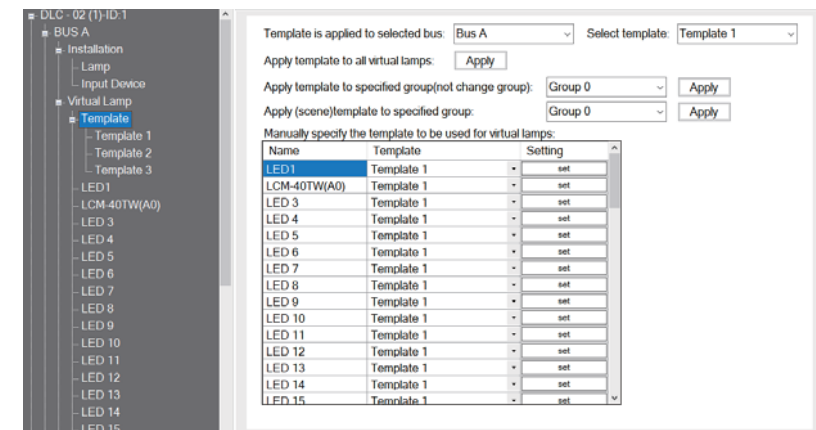 DLC - 02 (1)-ID:1
BUS A
Installation
Lamp
Input Device
Virtual Lamp
Template
Template 1
Template 2
Template 3
LED1
LCM-40TW(A0)
LED 3
LED 4
LED 5
LED 6
LED 7
LED 8
LED 9
LED 10
LED 11
LED 12
LED 13
LED 14
LED 15
Template is applied to selected bus: Bus A Select template: Template 1
Apply template to all virtual lamps: Apply
Apply template to specified group(not change group): Group 0 Apply
Apply (scene)template to specified group: Group 0 Apply
Manually specify the template to be used for virtual lamps:
Name Template Setting
LED1 Template 1 set
LCM-40TW(A0) Template 1 set
LED 3 Template 1 set
LED 4 Template 1 set
LED 5 Template 1 set
LED 6 Template 1 set
LED 7 Template 1 set
LED 8 Template 1 set
LED 9 Template 1 set
LED 10 Template 1 set
LED 11 Template 1 set
LED 12 Template 1 set
LED 13 Template 1 set
LED 14 Template 1 set
LED 15 Template 1 set